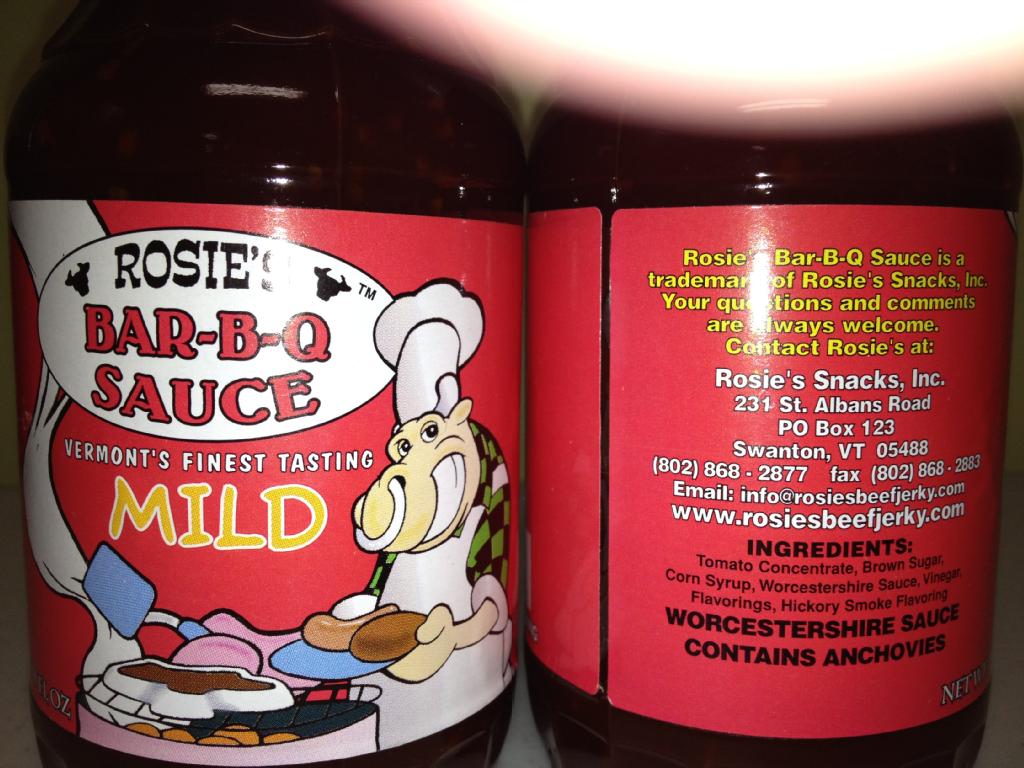 ROSIE'S
TM
BAR-B-Q
SAUCE
VERMONT'S FINEST TASTING
MILD
OZ
Rosie's Bar-B-Q Sauce is a
trademark of Rosie's Snacks, Inc.
Your questions and comments
are always welcome.
Contact Rosie's at:
Rosie's Snacks, Inc.
231 St. Albans Road
PO Box 123
Swanton, VT 05488
(802) 868 - 2877 fax (802) 868 - 2883
Email: info@rosiesbeefjerky.com
www.rosiesbeefjerky.com
INGREDIENTS:
Tomato Concentrate, Brown Sugar,
Corn Syrup, Worcestershire Sauce, Vinegar,
Flavorings, Hickory Smoke Flavoring
WORCESTERSHIRE SAUCE
CONTAINS ANCHOVIES
NET